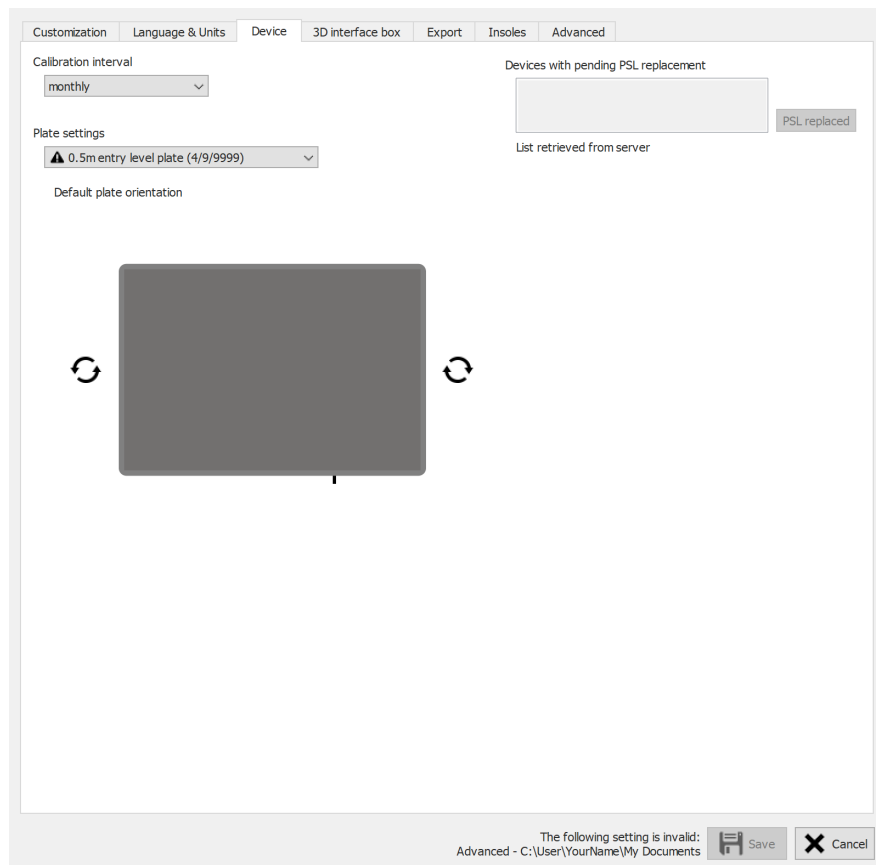 Customization Language & Units Device 3D interface box Export Insoles Advanced
Calibration interval
monthly
Plate settings
0.5m entry level plate (4/9/9999)
Default plate orientation
Devices with pending PSL replacement
PSL replaced
List retrieved from server
The following setting is invalid:
Advanced - C:\User\YourName\My Documents
Save
Cancel